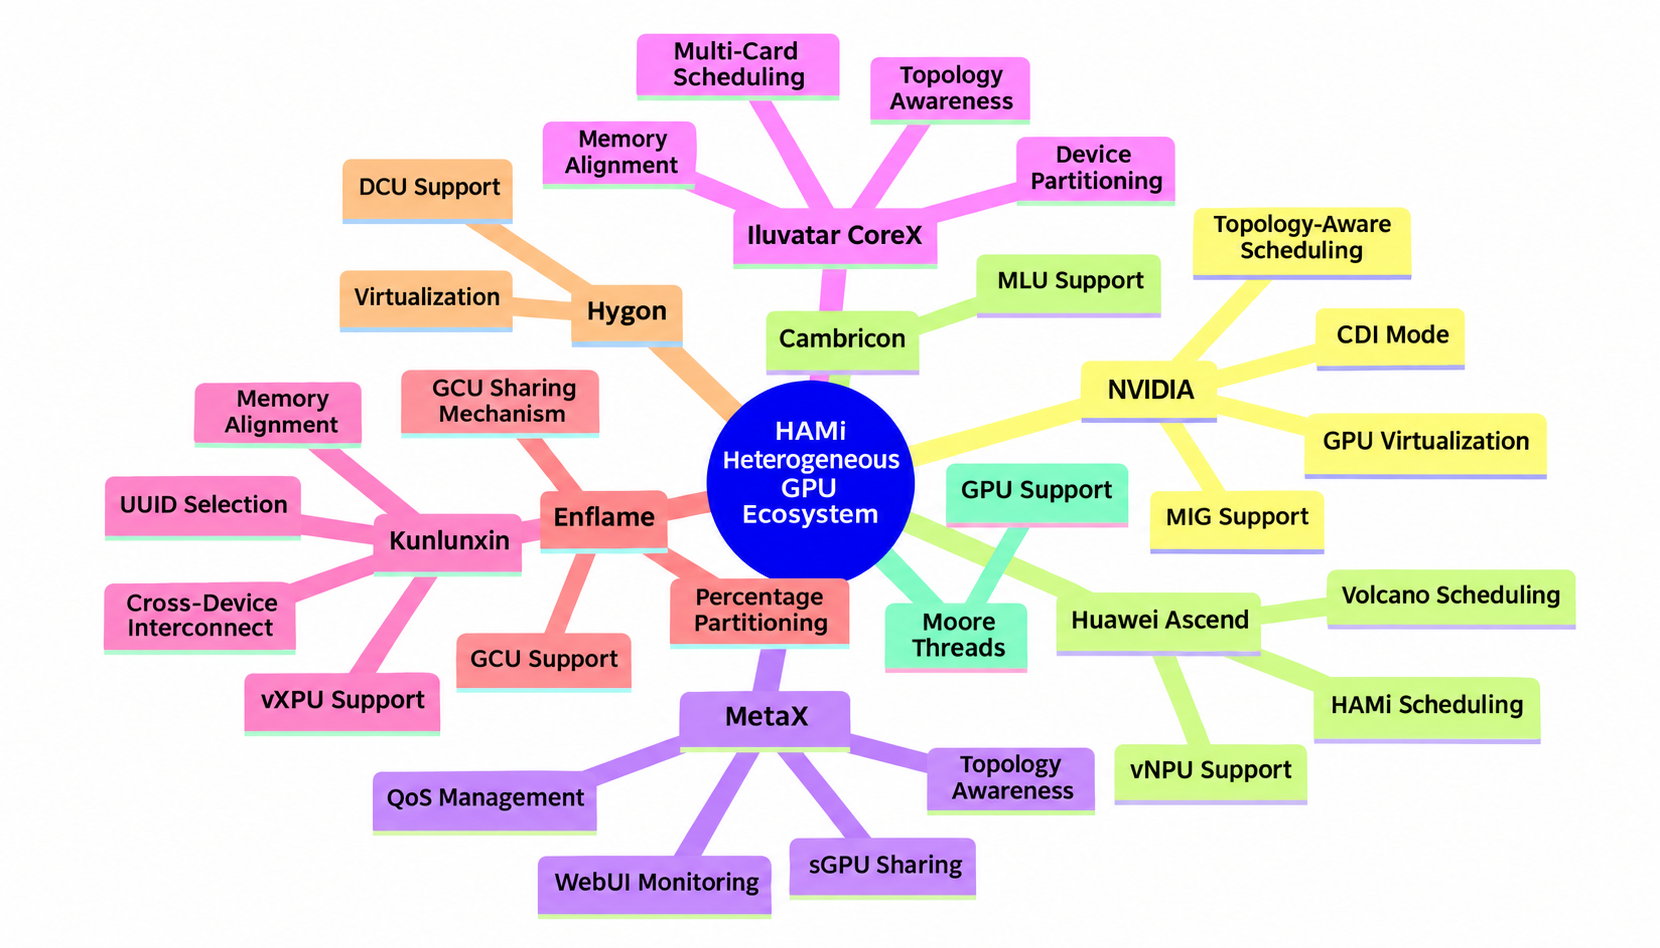 Multi-Card
Scheduling
Topology
Awareness
Memory
Alignment
Device
Partitioning
DCU Support
Iluvatar CoreX
Topology-Aware
Scheduling
Virtualization
Hygon
MLU Support
Cambricon
CDI Mode
NVIDIA
GCU Sharing
Mechanism
Memory
Alignment
HAMi
Heterogeneous
GPU
Ecosystem
GPU Virtualization
GPU Support
UUID Selection
Enflame
MIG Support
Kunlunxin
Cross-Device
Interconnect
Percentage
Partitioning
Moore
Threads
Huawei Ascend
Volcano Scheduling
GCU Support
vXPU Support
MetaX
HAMi Scheduling
QoS Management
Topology
Awareness
vNPU Support
WebUI Monitoring
sGPU Sharing